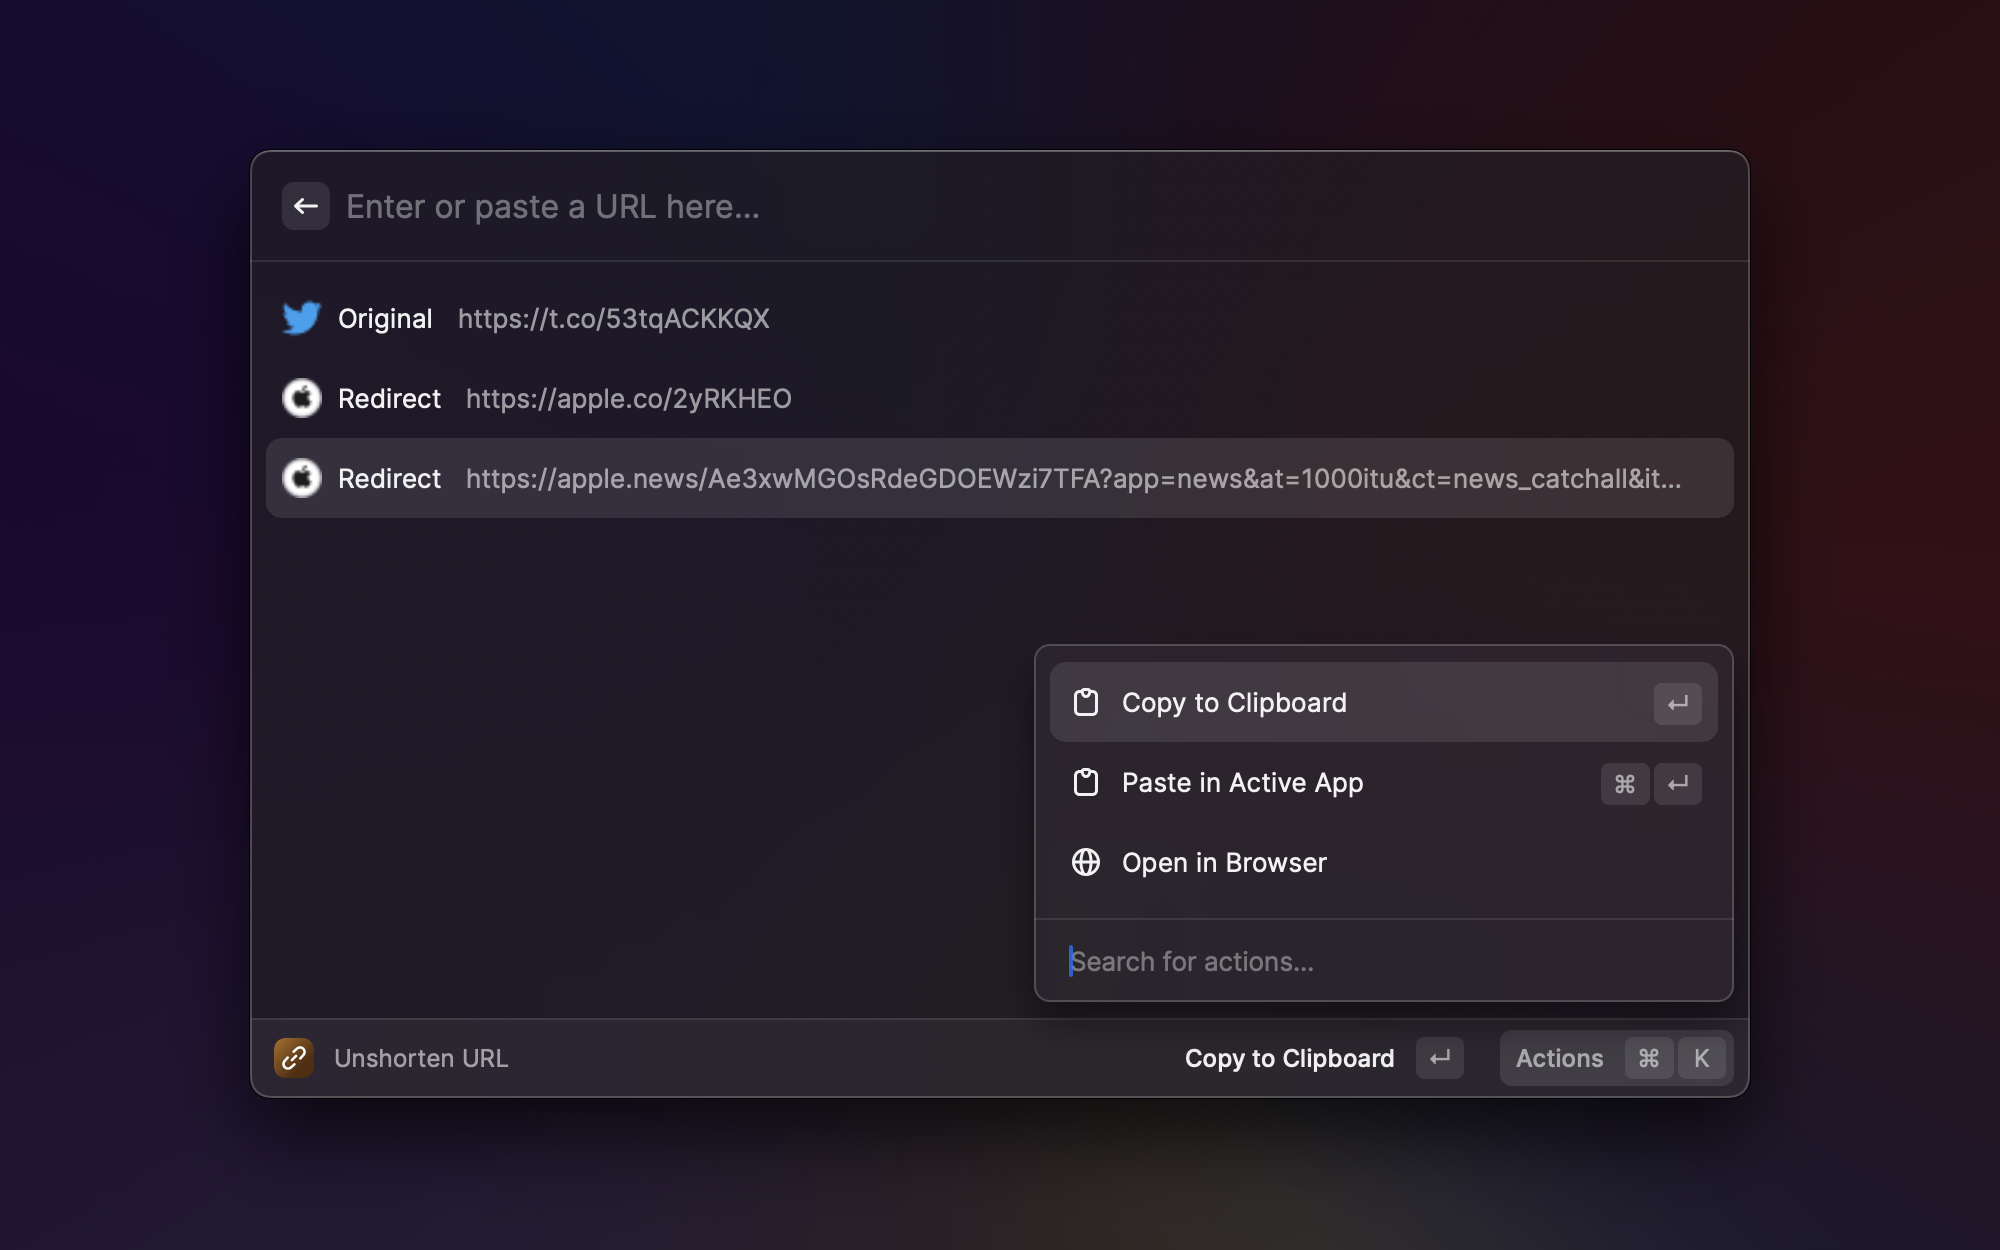 Enter or paste a URL here...
Original https://t.co/53tqACKKQX
Redirect https://apple.co/2yRKHEO
Redirect https://apple.news/Ae3xwMGOsRdeGDOEWzi7TFA?app=news&at=1000itu&ct=news_catchall&it...
Copy to Clipboard ↵
Paste in Active App ⌘ ↵
Open in Browser
Search for actions...
Unshorten URL Copy to Clipboard ↵ Actions ⌘ K